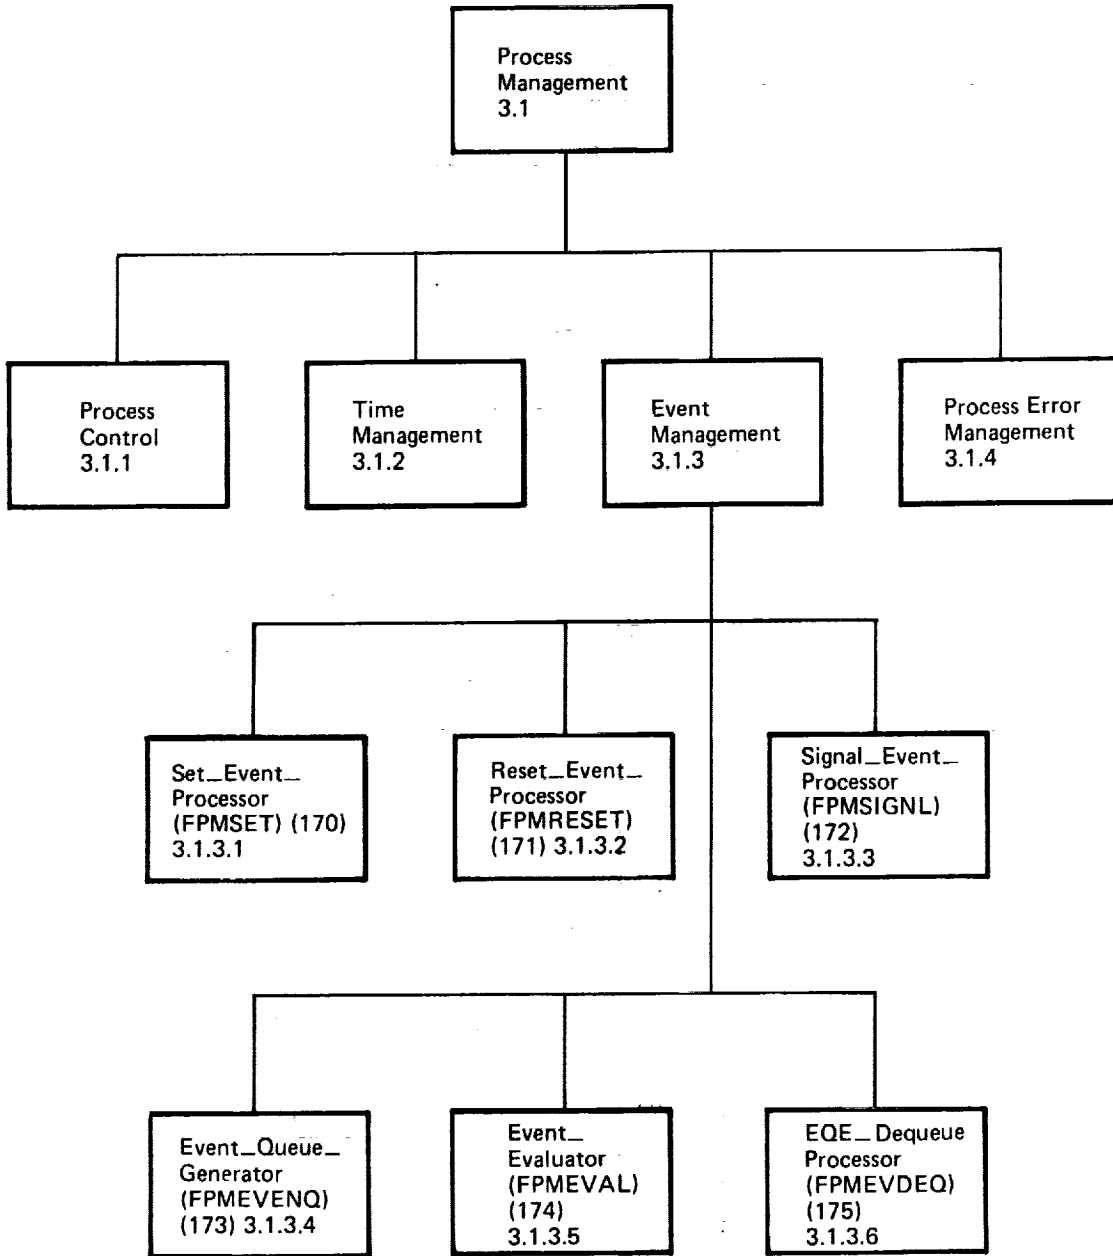 Process
Management
3.1
Process
Control
3.1.1
Time
Management
3.1.2
Event
Management
3.1.3
Process Error
Management
3.1.4
Set_Event_
Processor
(FPMSET) (170)
3.1.3.1
Reset_Event_
Processor
(FPMRESET)
(171) 3.1.3.2
Signal_Event_
Processor
(FPMSIGNL)
(172)
3.1.3.3
Event_Queue_
Generator
(FPMEVENQ)
(173) 3.1.3.4
Event_
Evaluator
(FPMEVAL)
(174)
3.1.3.5
EQE_Dequeue
Processor
(FPMEVDEQ)
(175)
3.1.3.6